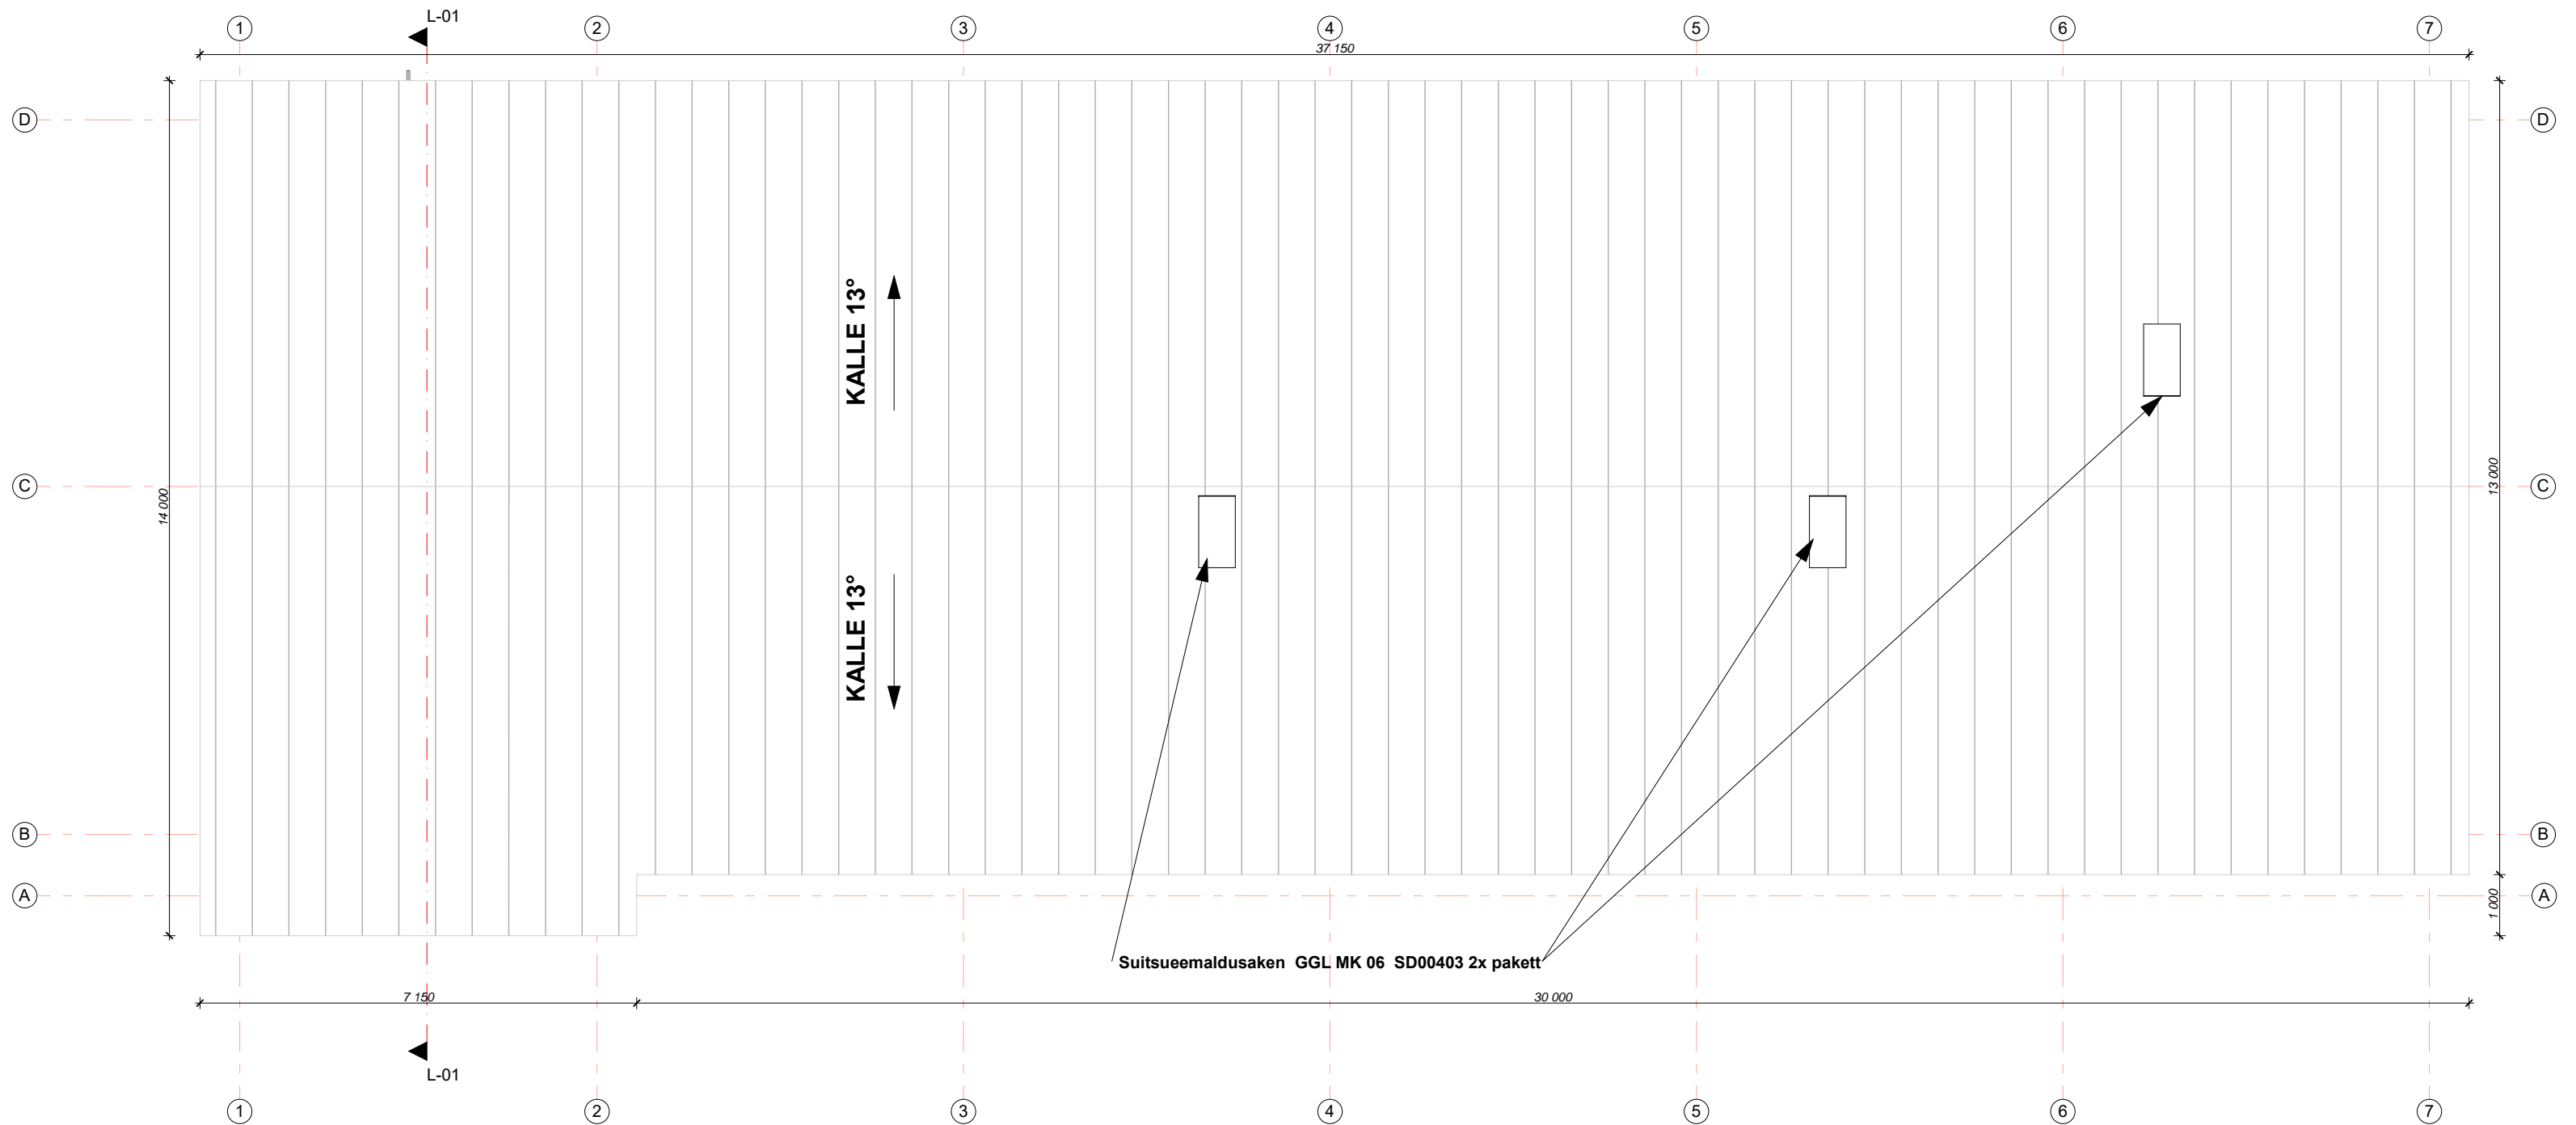 L-01
1 2 3 4 5 6 7
37 150
D D
KALLE 13°
C C
14 000
13 000
KALLE 13°
B B
A A
1 000
Suitsueemaldusaken GGL MK 06 SD00403 2x pakett
7 150
30 000
L-01
1 2 3 4 5 6 7